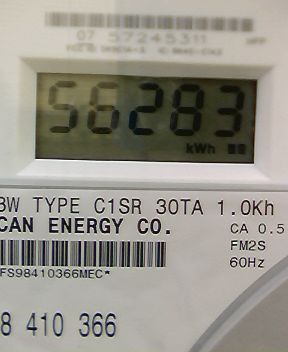 07 57245311
56283
kWh
3W TYPE C1SR 30TA 1.0Kh
CAN ENERGY CO.
CA 0.5
FM2S
60Hz
FS98410366MEC*
8 410 366